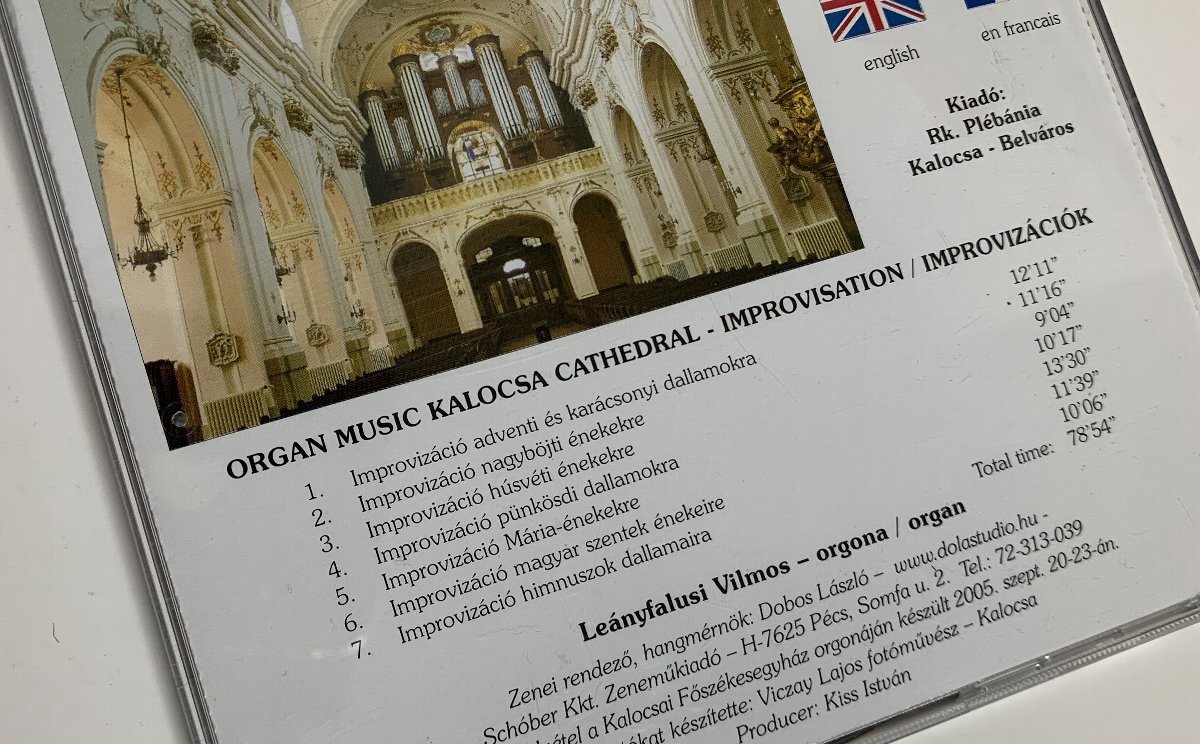 english
en francais
Kiadó:
Rk. Plébánia
Kalocsa - Belváros
ORGAN MUSIC KALOCSA CATHEDRAL - IMPROVISATION / IMPROVIZÁCIÓK
1. Improvizáció adventi és karácsonyi dallamokra 12'11"
2. Improvizáció nagyböjti énekekre 11'16"
3. Improvizáció húsvéti énekekre 9'04"
4. Improvizáció pünkösdi dallamokra 10'17"
5. Improvizáció Mária-énekekre 13'30"
6. Improvizáció magyar szentek énekeire 11'39"
7. Improvizáció himnuszok dallamaira 10'06"
Total time: 78'54"
Leányfalusi Vilmos – orgona / organ
Zenei rendező, hangmérnök: Dobos László – www.dolastudio.hu -
Schóber Kkt. Zeneműkiadó – H-7625 Pécs, Somfa u. 2. Tel.: 72-313-039
a Kalocsai Főszékesegyház orgonáján készült 2005. szept. 20-23-án.
készítette: Viczay Lajos fotóművész – Kalocsa
Producer: Kiss István